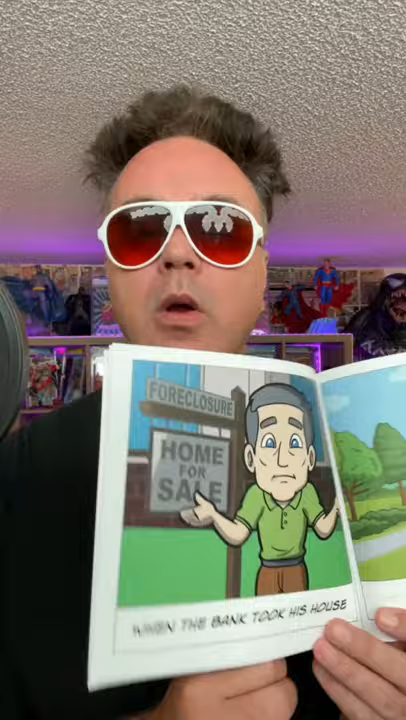 FORECLOSURE
HOME
FOR
SALE
WHEN THE BANK TOOK HIS HOUSE